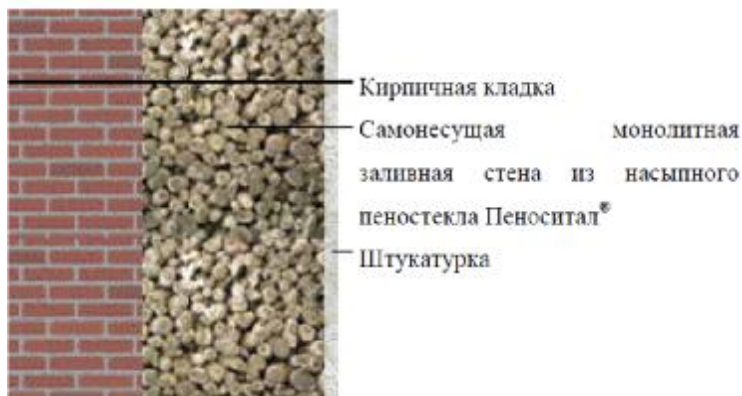 Кирпичная кладка
Самонесущая монолитная
заливная стена из насыпного
пеностекла Пеноситал®
Штукатурка